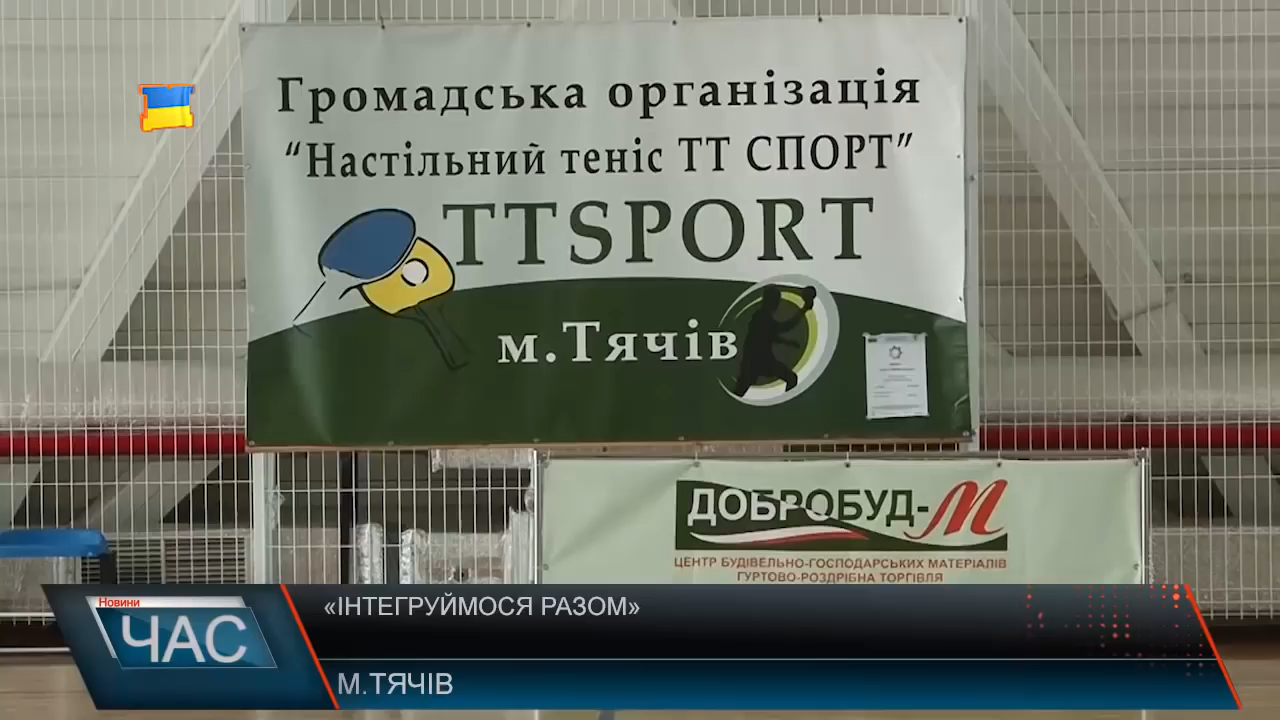 Громадська організація
“Настільний теніс ТТ СПОРТ”
TTSPORT
м.Тячів
ДОБРОБУД-М
ЦЕНТР БУДІВЕЛЬНО-ГОСПОДАРСЬКИХ МАТЕРІАЛІВ
ГУРТОВО-РОЗДРІБНА ТОРГІВЛЯ
Новини
ЧАС
«ІНТЕГРУЙМОСЯ РАЗОМ»
М.ТЯЧІВ